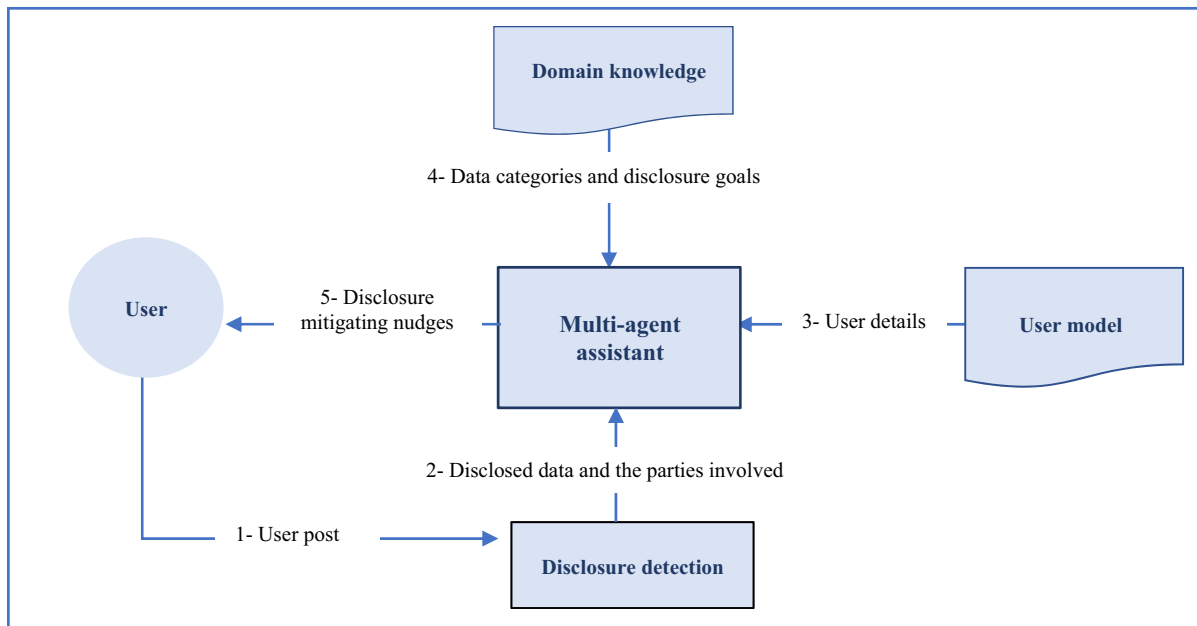 Domain knowledge
4- Data categories and disclosure goals
User
5- Disclosure
mitigating nudges
Multi-agent
assistant
3- User details
User model
2- Disclosed data and the parties involved
1- User post
Disclosure detection